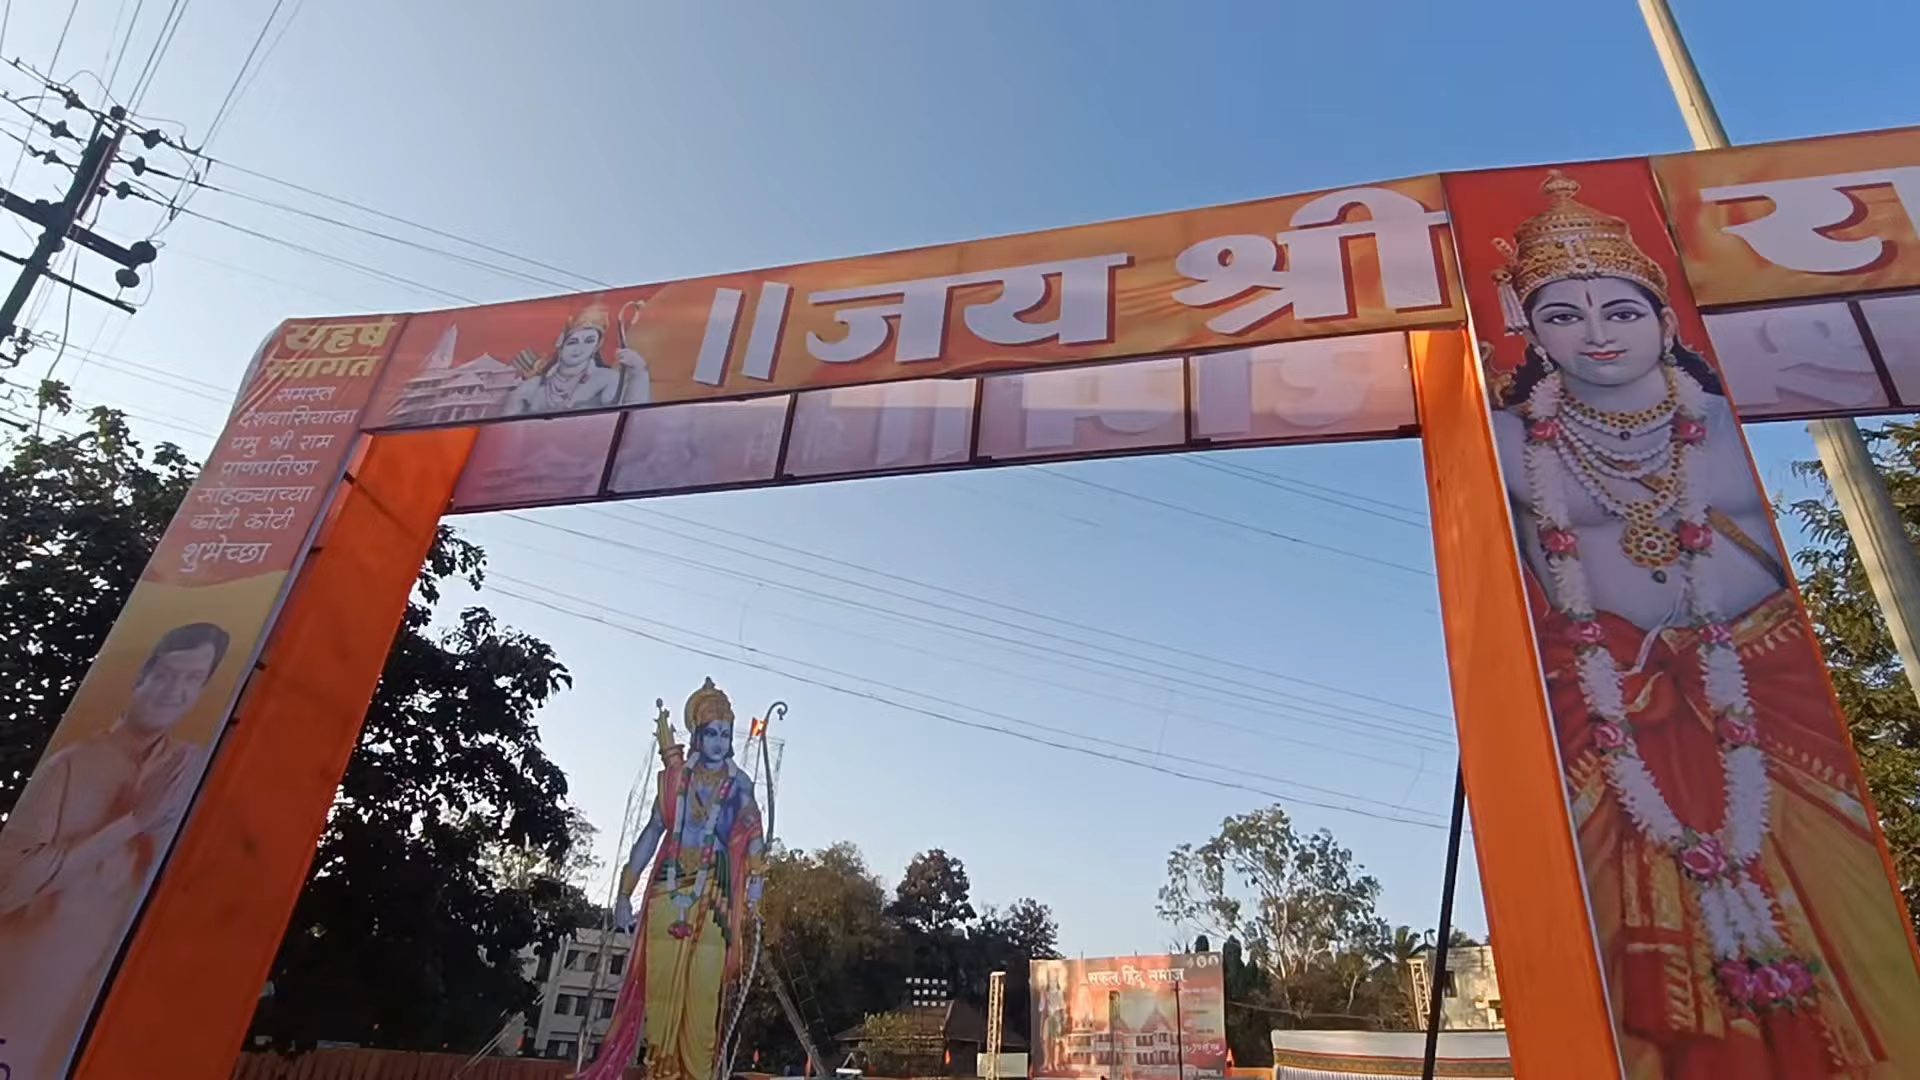 सहर्ष
स्वागत
समस्त
देशवासियांना
प्रभु श्री राम
प्राणप्रतिष्ठा
सोहळ्याच्या
कोटी कोटी
शुभेच्छा
॥ जय श्री
रा
सकल हिंदू समाज